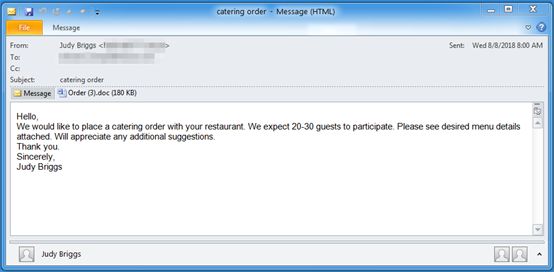 catering order - Message (HTML)
File Message
From: Judy Briggs <
Sent: Wed 8/8/2018 8:00 AM
To:
Cc:
Subject: catering order
Message Order (3).doc (180 KB)
Hello,
We would like to place a catering order with your restaurant. We expect 20-30 guests to participate. Please see desired menu details
attached. Will appreciate any additional suggestions.
Thank you.
Sincerely,
Judy Briggs
Judy Briggs